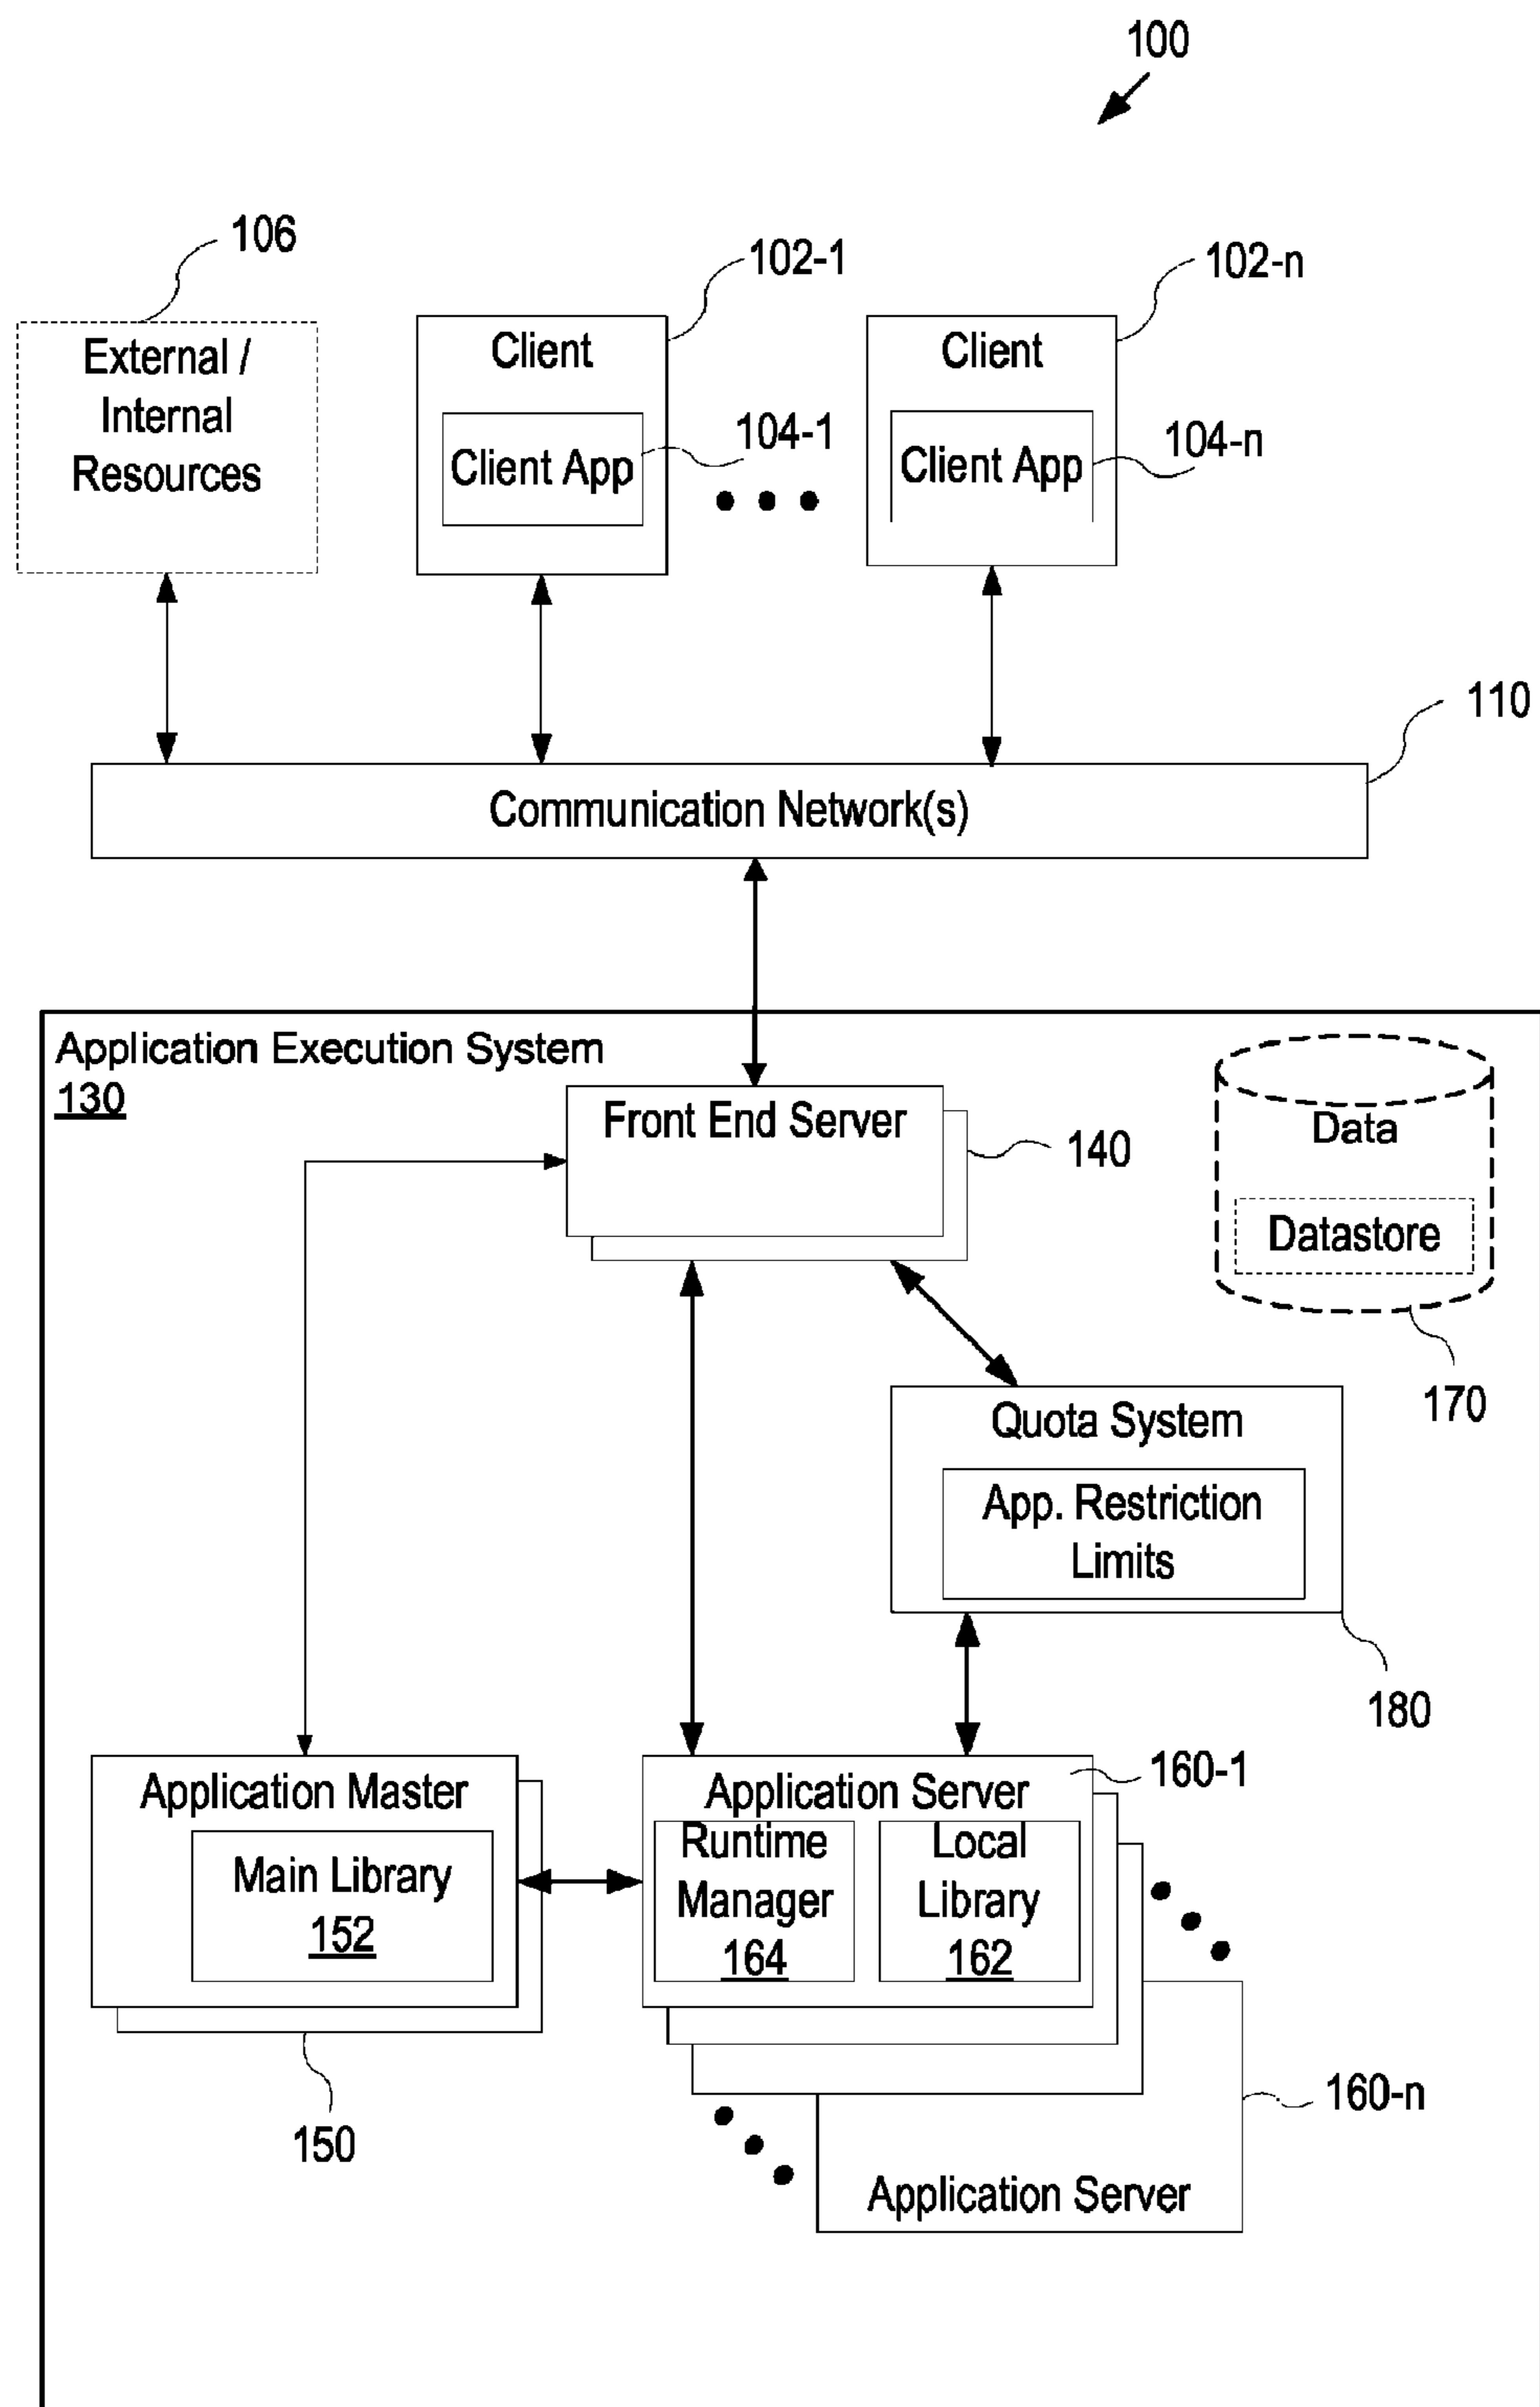 100
106
102-1
102-n
External /
Internal
Resources
Client
Client App
104-1
Client
Client App
104-n
110
Communication Network(s)
Application Execution System
130
Front End Server
140
Data
Datastore
170
Quota System
App. Restriction
Limits
180
Application Master
Main Library
152
150
Application Server
160-1
Runtime
Manager
164
Local
Library
162
160-n
Application Server